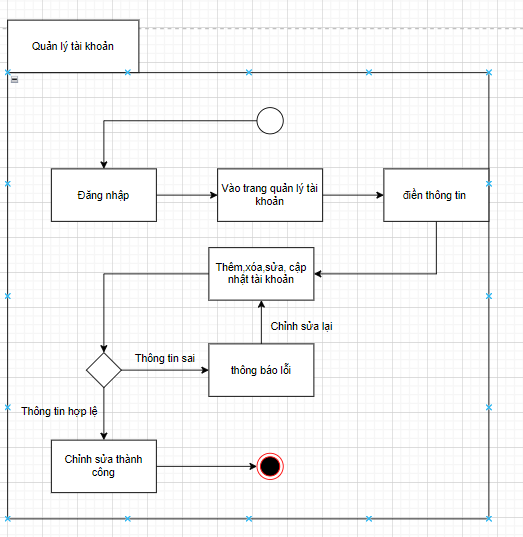 Quản lý tài khoản
Đăng nhập
Vào trang quản lý tài
khoản
điền thông tin
Thêm,xóa,sửa, cập
nhật tài khoản
Chỉnh sửa lại
Thông tin sai
thông báo lỗi
Thông tin hợp lệ
Chỉnh sửa thành
công